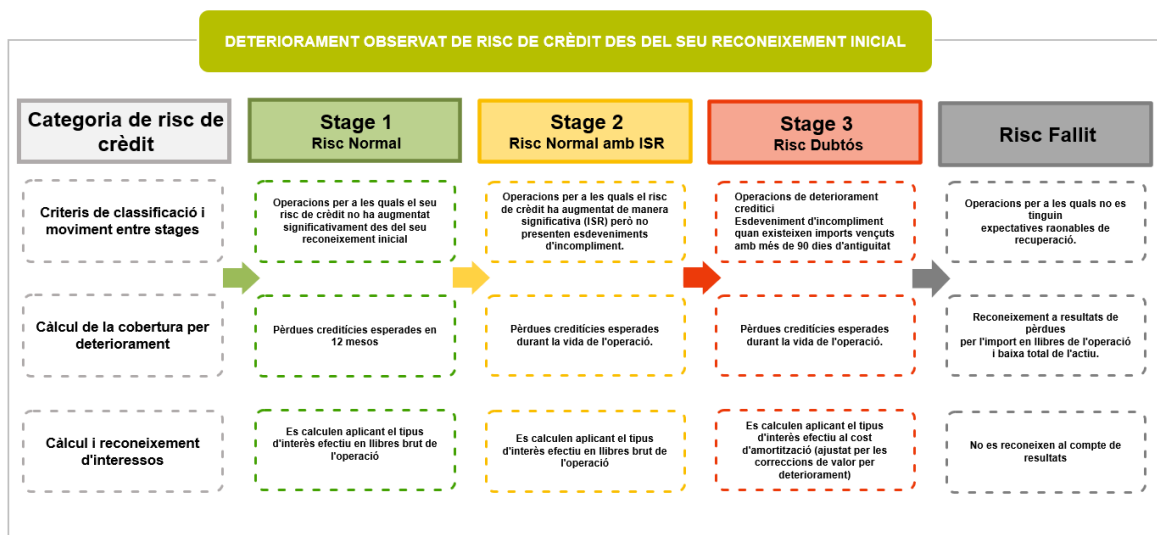 DETERIORAMENT OBSERVAT DE RISC DE CRÈDIT DES DEL SEU RECONEIXEMENT INICIAL
Categoria de risc de
crèdit
Stage 1
Risc Normal
Stage 2
Risc Normal amb ISR
Stage 3
Risc Dubtós
Risc Fallit
Criteris de classificació i
moviment entre stages
Operacions per a les quals el seu
risc de crèdit no ha augmentat
significativament des del seu
reconeixement inicial
Operacions per a les quals el risc
de crèdit ha augmentat de manera
significativa (ISR) però no
presenten esdeveniments
d'incompliment.
Operacions de deteriorament
creditici
Esdeveniment d'incompliment
quan existeixen imports vençuts
amb més de 90 dies d'antiguitat
Operacions per a les quals no es
tinguin
expectatives raonables de
recuperació.
Càlcul de la cobertura per
deteriorament
Pèrdues creditícies esperades en
12 mesos
Pèrdues creditícies esperades
durant la vida de l'operació.
Pèrdues creditícies esperades
durant la vida de l'operació.
Reconeixement a resultats de
pèrdues
per l'import en llibres de l'operació
i baixa total de l'actiu.
Càlcul i reconeixement
d'interessos
Es calculen aplicant el tipus
d'interès efectiu en llibres brut de
l'operació
Es calculen aplicant el tipus
d'interès efectiu en llibres brut de
l'operació
Es calculen aplicant el tipus
d'interès efectiu al cost
d'amortització (ajustat per les
correccions de valor per
deteriorament)
No es reconeixen al compte de
resultats